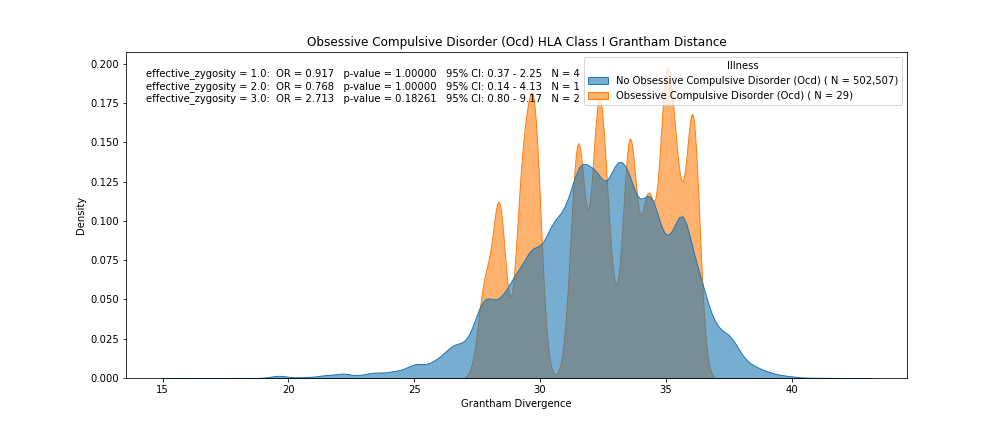 Obsessive Compulsive Disorder (Ocd) HLA Class I Grantham Distance
effective_zygosity = 1.0: OR = 0.917 p-value = 1.00000 95% CI: 0.37 - 2.25 N = 4
effective_zygosity = 2.0: OR = 0.768 p-value = 1.00000 95% CI: 0.14 - 4.13 N = 1
effective_zygosity = 3.0: OR = 2.713 p-value = 0.18261 95% CI: 0.80 - 9.17 N = 2
Illness
No Obsessive Compulsive Disorder (Ocd) ( N = 502,507)
Obsessive Compulsive Disorder (Ocd) ( N = 29)
Density
0.200
0.175
0.150
0.125
0.100
0.075
0.050
0.025
0.000
15 20 25 30 35 40
Grantham Divergence